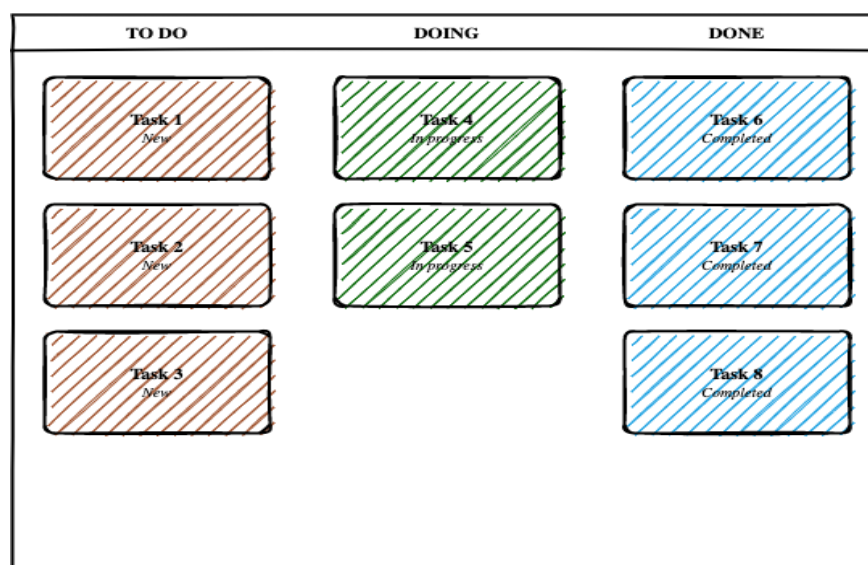 TO DO
DOING
DONE
Task 1
New
Task 4
In progress
Task 6
Completed
Task 2
New
Task 5
In progress
Task 7
Completed
Task 3
New
Task 8
Completed